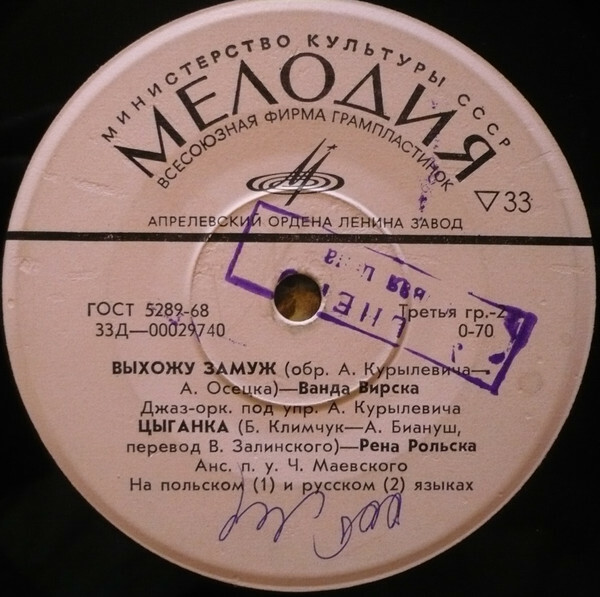 МИНИСТЕРСТВО КУЛЬТУРЫ СССР
МЕЛОДИЯ
ВСЕСОЮЗНАЯ ФИРМА ГРАМПЛАСТИНОК
▽33
АПРЕЛЕВСКИЙ ОРДЕНА ЛЕНИНА ЗАВОД
ГОСТ 5289-68
Третья гр.-2
33Д—00029740
0-70
ВЫХОЖУ ЗАМУЖ (обр. А. Курылевича—
А. Осецка)—Ванда Вирска
Джаз-орк. под упр. А. Курылевича
ЦЫГАНКА (Б. Климчук—А. Биануш,
перевод В. Залинского)—Рена Рольска
Анс. п. у. Ч. Маевского
На польском (1) и русском (2) языках